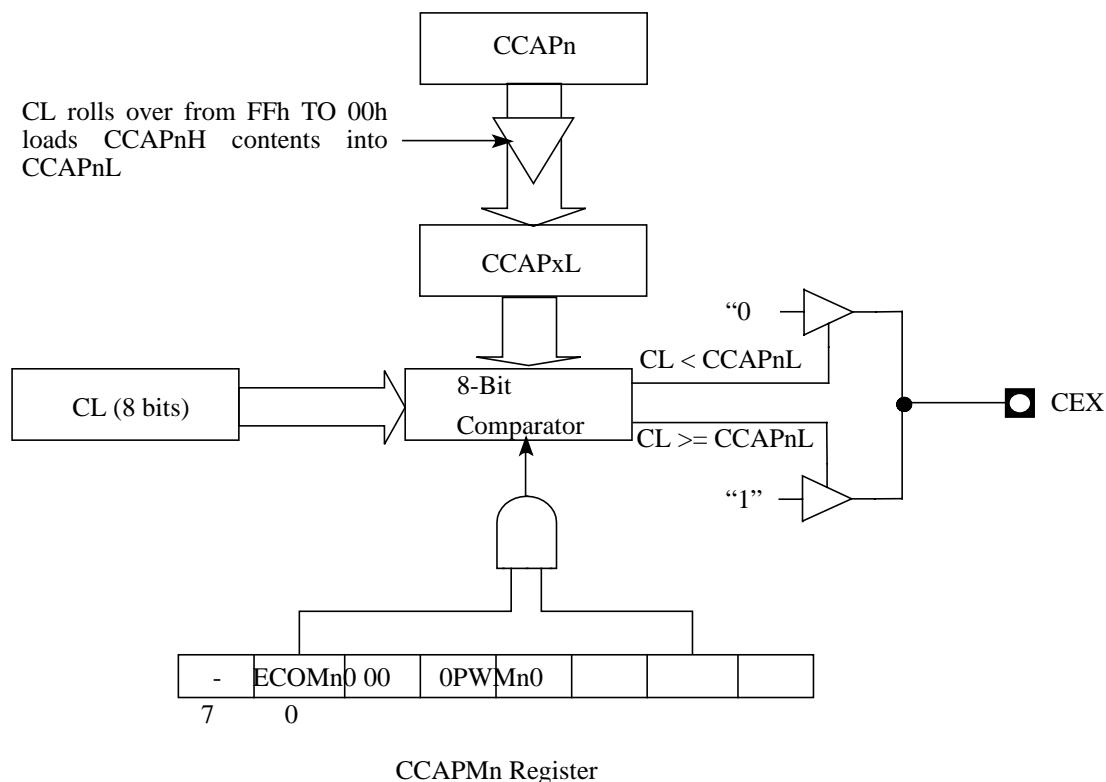 CCAPn
CL rolls over from FFh TO 00h
loads CCAPnH contents into
CCAPnL
CCAPxL
“0
CL < CCAPnL
8-Bit
CL (8 bits)
CEX
Comparator
CL >= CCAPnL
“1”
- ECOMn0 00 0PWMn0
7 0
CCAPMn Register